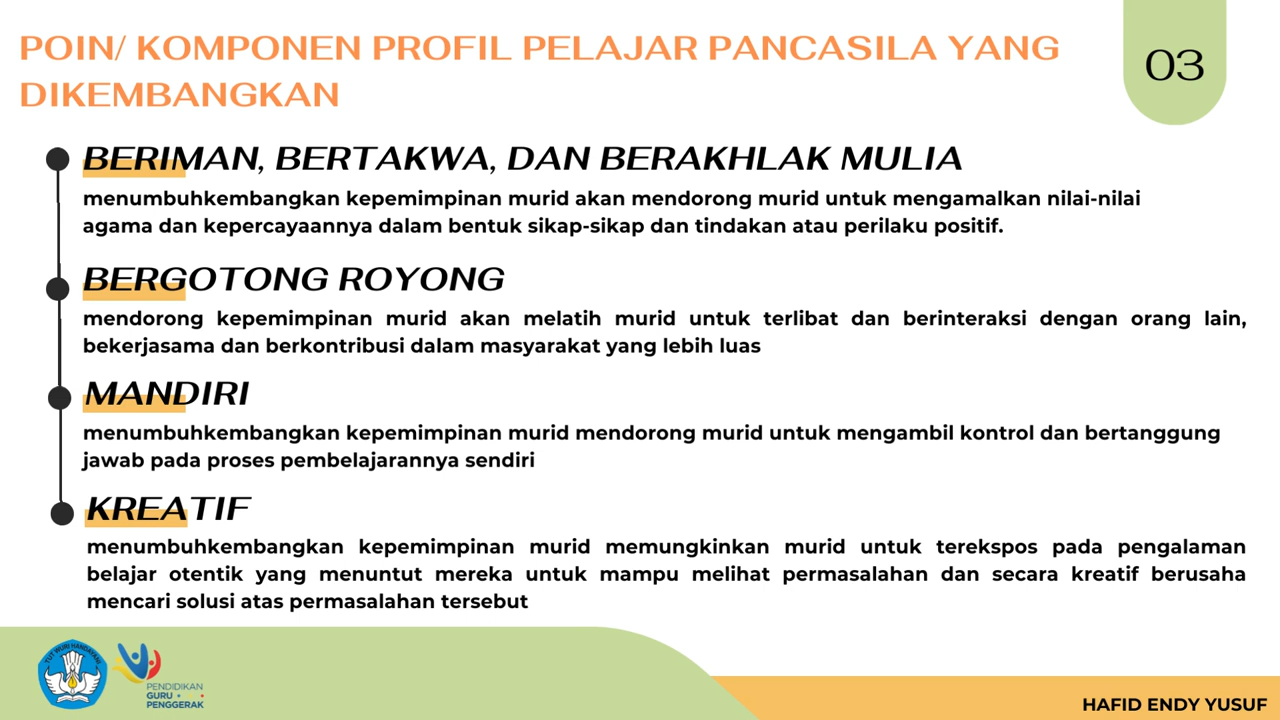 POIN/ KOMPONEN PROFIL PELAJAR PANCASILA YANG
DIKEMBANGKAN
03
BERIMAN, BERTAKWA, DAN BERAKHLAK MULIA
menumbuhkembangkan kepemimpinan murid akan mendorong murid untuk mengamalkan nilai-nilai
agama dan kepercayaannya dalam bentuk sikap-sikap dan tindakan atau perilaku positif.
BERGOTONG ROYONG
mendorong kepemimpinan murid akan melatih murid untuk terlibat dan berinteraksi dengan orang lain,
bekerjasama dan berkontribusi dalam masyarakat yang lebih luas
MANDIRI
menumbuhkembangkan kepemimpinan murid mendorong murid untuk mengambil kontrol dan bertanggung
jawab pada proses pembelajarannya sendiri
KREATIF
menumbuhkembangkan kepemimpinan murid memungkinkan murid untuk terekspos pada pengalaman
belajar otentik yang menuntut mereka untuk mampu melihat permasalahan dan secara kreatif berusaha
mencari solusi atas permasalahan tersebut
TUT WURI HANDAYANI
PENDIDIKAN
GURU
PENGGERAK
HAFID ENDY YUSUF